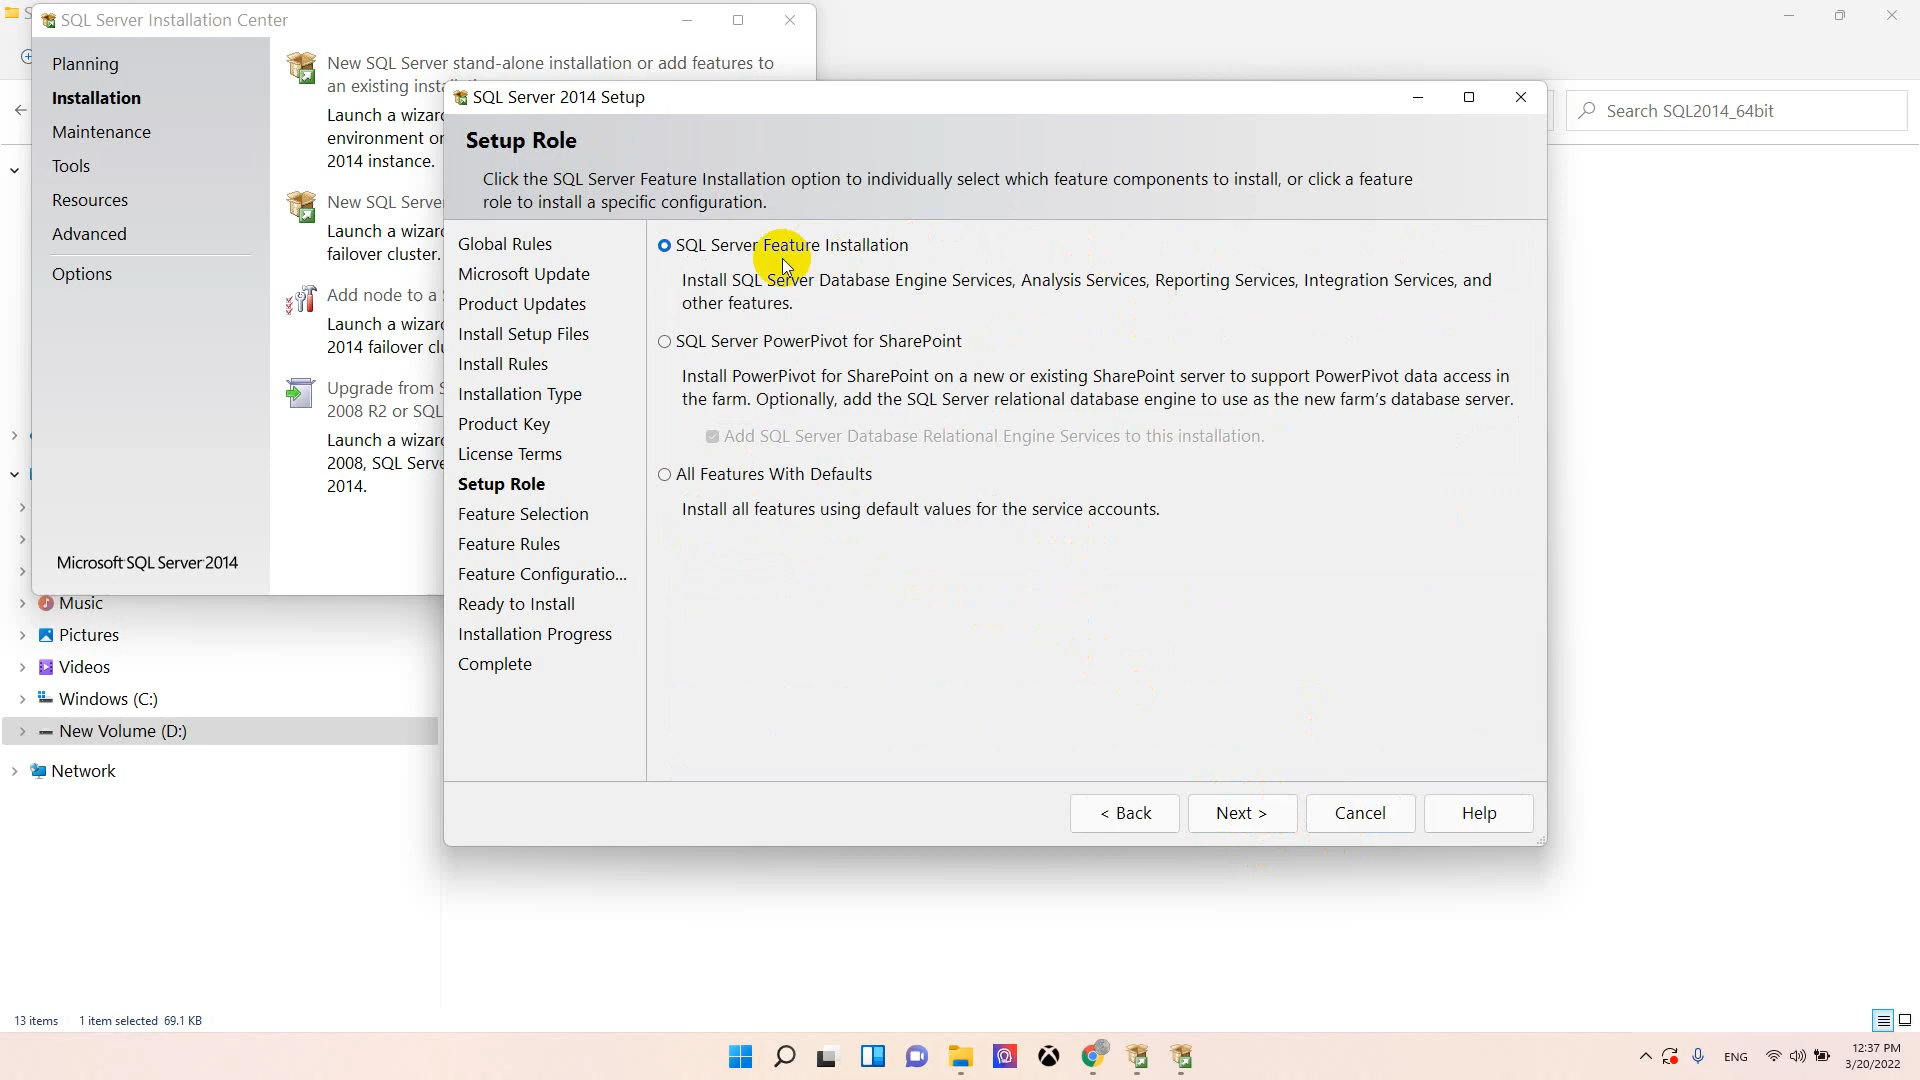 SQL Server Installation Center
Planning
Installation
Maintenance
Tools
Resources
Advanced
Options
Microsoft SQL Server 2014
New SQL Server stand-alone installation or add features to
an existing
Launch a
environment
2014 instance.
New SQL
Launch a
failover cluster.
Add node to a
Launch a
2014 failover
Upgrade from
2008 R2 or SQL
Launch a
2008, SQL
2014.
SQL Server 2014 Setup
Setup Role
Click the SQL Server Feature Installation option to individually select which feature components to install, or click a feature
role to install a specific configuration.
Global Rules
Microsoft Update
Product Updates
Install Setup Files
Install Rules
Installation Type
Product Key
License Terms
Setup Role
Feature Selection
Feature Rules
Feature Configuratio...
Ready to Install
Installation Progress
Complete
SQL Server Feature Installation
Install SQL Server Database Engine Services, Analysis Services, Reporting Services, Integration Services, and
other features.
SQL Server PowerPivot for SharePoint
Install PowerPivot for SharePoint on a new or existing SharePoint server to support PowerPivot data access in
the farm. Optionally, add the SQL Server relational database engine to use as the new farm's database server.
Add SQL Server Database Relational Engine Services to this installation.
All Features With Defaults
Install all features using default values for the service accounts.
< Back
Next >
Cancel
Help
Search SQL2014_64bit
Music
Pictures
Videos
Windows (C:)
New Volume (D:)
Network
13 items 1 item selected 69.1 KB
ENG
12:37 PM
3/20/2022